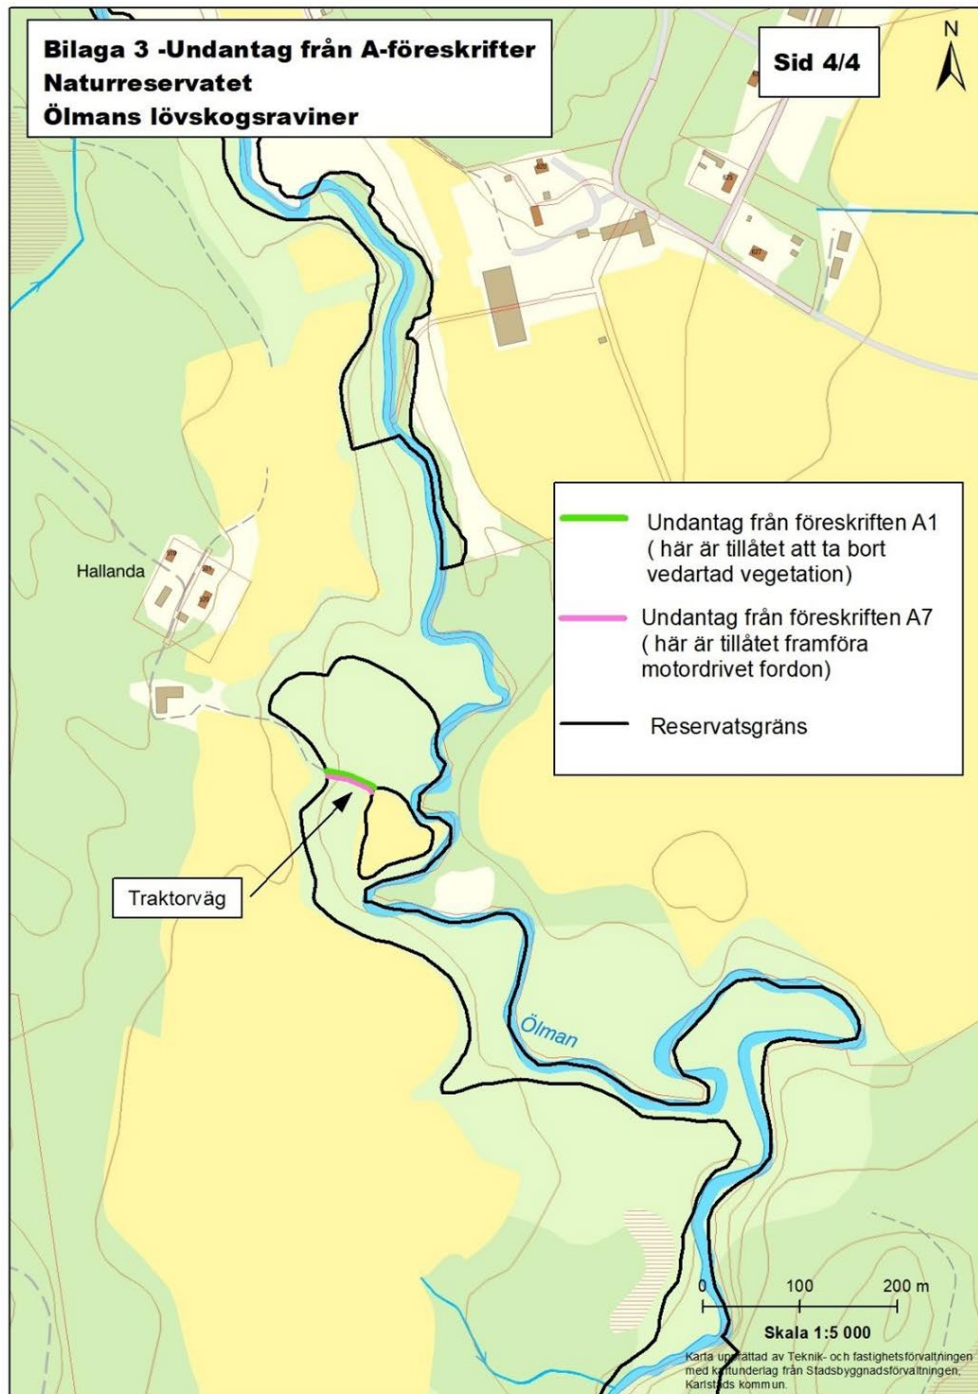 Bilaga 3 -Undantag från A-föreskrifter
Naturreservatet
Ölmans lövskogsraviner
Sid 4/4
N
Undantag från föreskriften A1
( här är tillåtet att ta bort
vedartad vegetation)
Undantag från föreskriften A7
( här är tillåtet framföra
motordrivet fordon)
Reservatsgräns
Hallanda
Traktorväg
Ölman
0 100 200 m
Skala 1:5 000
Karta upprättad av Teknik- och fastighetsförvaltningen
med kartunderlag från Stadsbyggnadsförvaltningen,
Karlstads kommun.